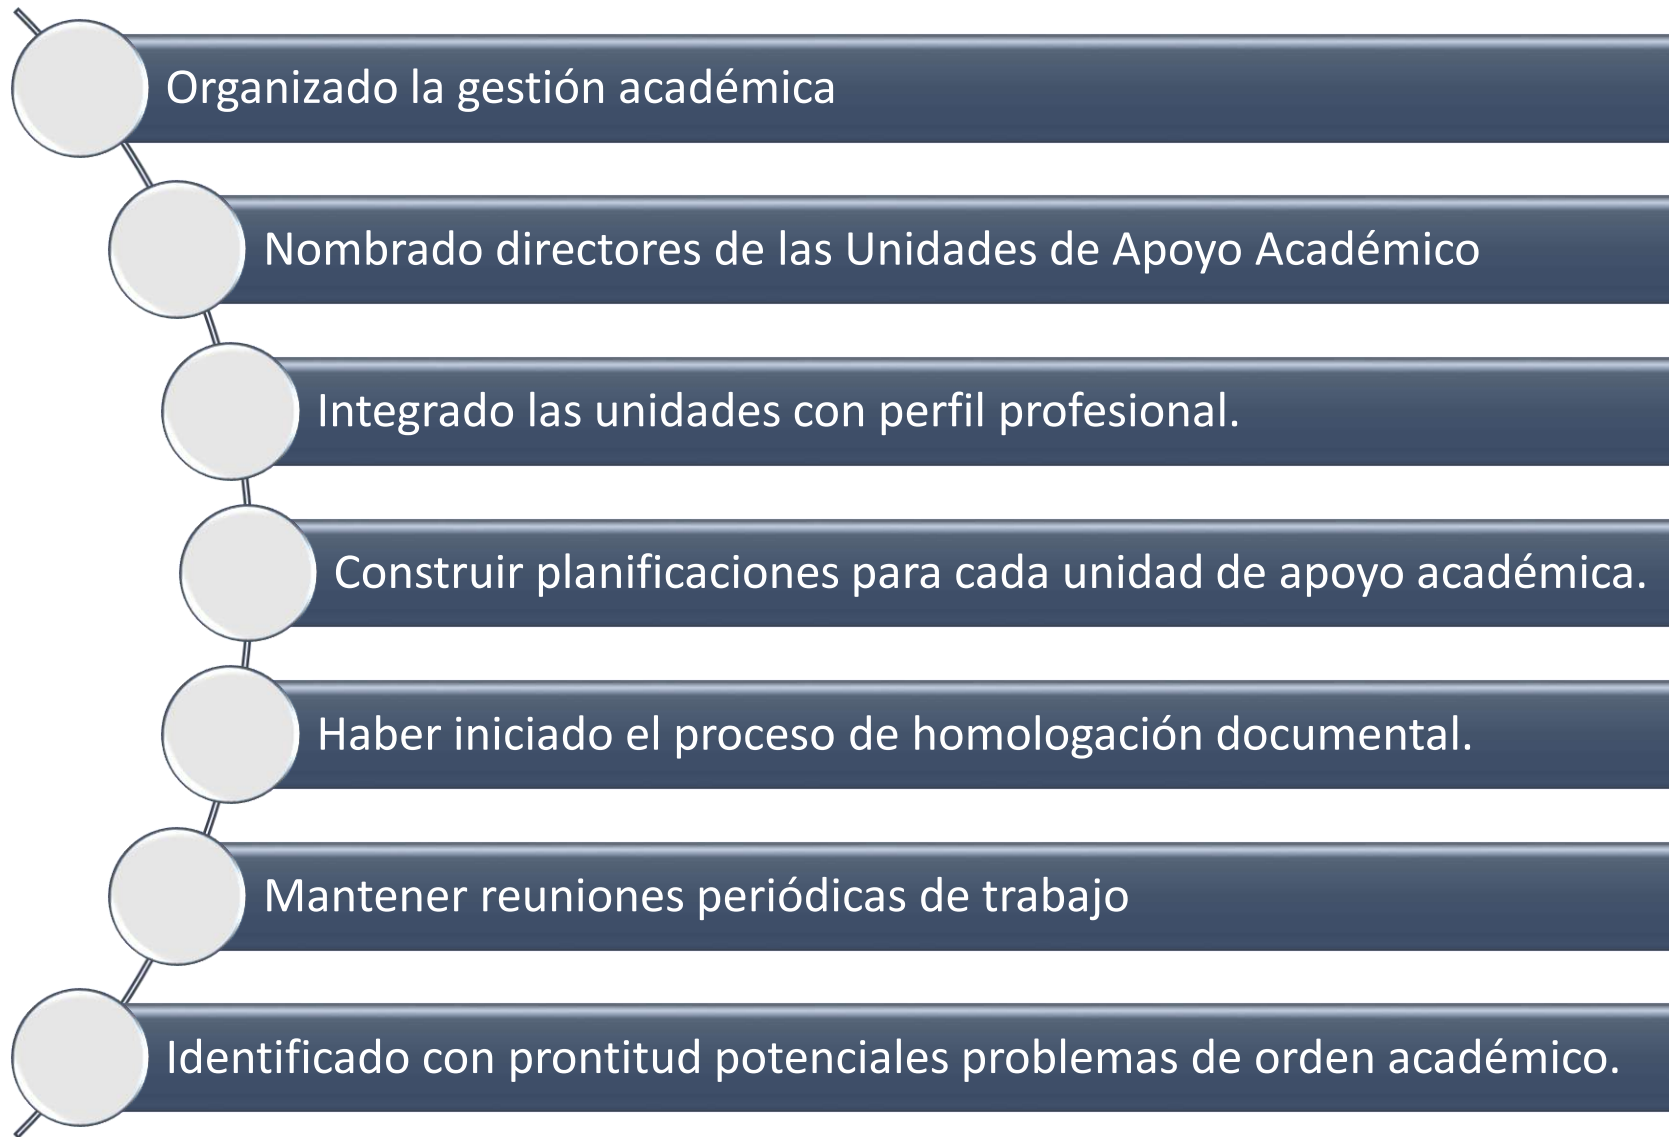 Organizado la gestión académica
Nombrado directores de las Unidades de Apoyo Académico
Integrado las unidades con perfil profesional.
Construir planificaciones para cada unidad de apoyo académica.
Haber iniciado el proceso de homologación documental.
Mantener reuniones periódicas de trabajo
Identificado con prontitud potenciales problemas de orden académico.